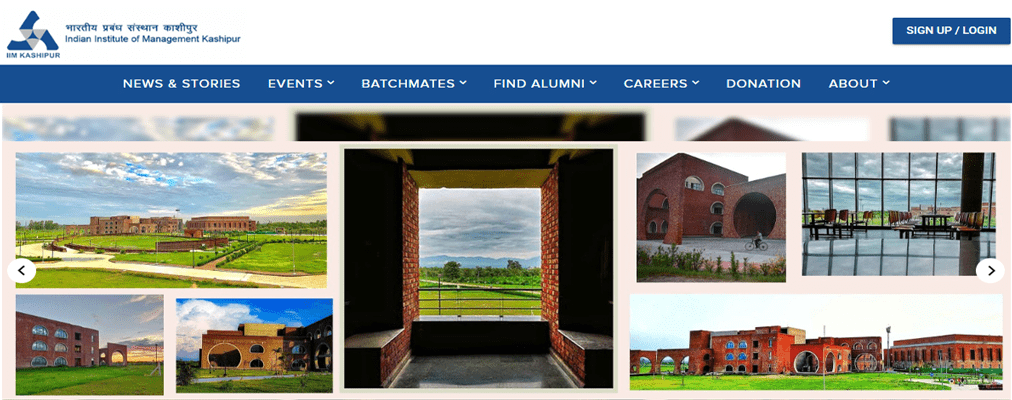 भारतीय प्रबंध संस्थान काशीपुर
Indian Institute of Management Kashipur
IIM KASHIPUR
SIGN UP / LOGIN
NEWS & STORIES EVENTS BATCHMATES FIND ALUMNI CAREERS DONATION ABOUT